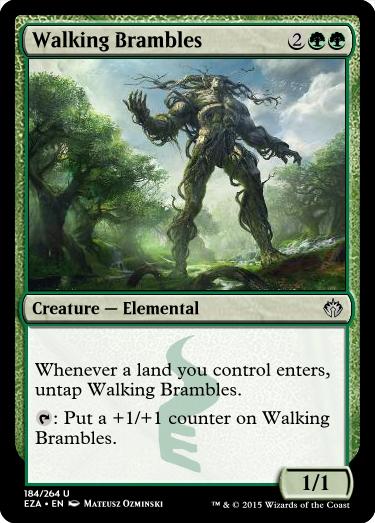 Walking Brambles 2
Creature — Elemental
Whenever a land you control enters,
untap Walking Brambles.
: Put a +1/+1 counter on Walking
Brambles.
1/1
184/264 U
EZA • EN Mateusz Ozminski
™ & © 2015 Wizards of the Coast